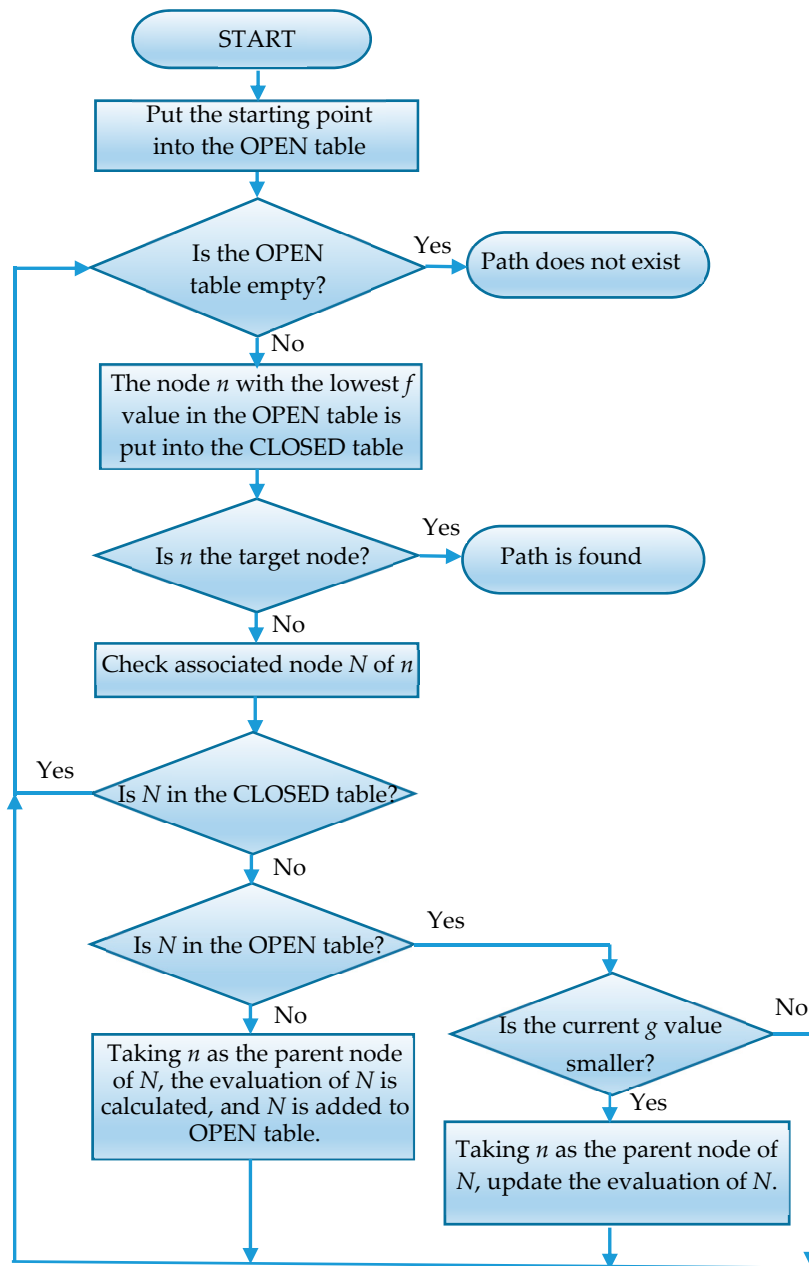 START
Put the starting point
into the OPEN table
Is the OPEN
table empty?
Yes
Path does not exist
No
The node n with the lowest f
value in the OPEN table is
put into the CLOSED table
Is n the target node?
Yes
Path is found
No
Check associated node N of n
Is N in the CLOSED table?
Yes
No
Is N in the OPEN table?
Yes
No
Is the current g value
smaller?
No
Yes
Taking n as the parent node
of N, the evaluation of N is
calculated, and N is added to
OPEN table.
Taking n as the parent node of
N, update the evaluation of N.